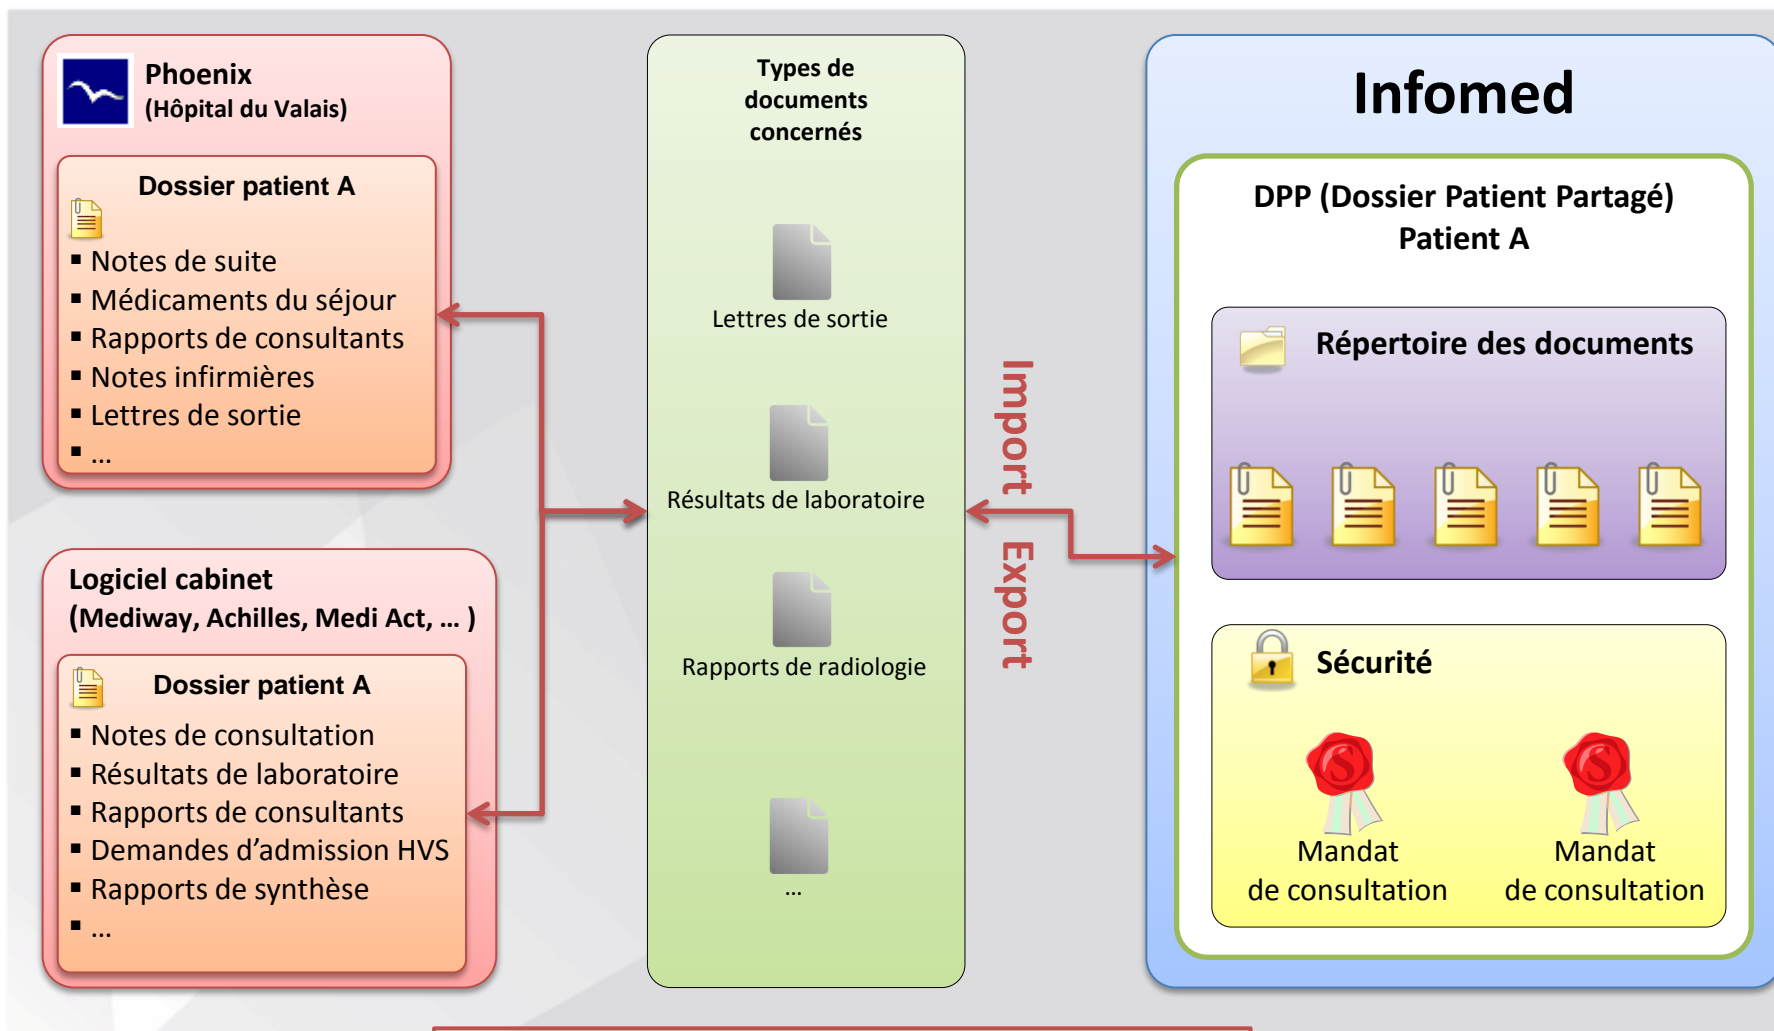 Phoenix
(Hôpital du Valais)
Dossier patient A
▪ Notes de suite
▪ Médicaments du séjour
▪ Rapports de consultants
▪ Notes infirmières
▪ Lettres de sortie
▪ ...
Logiciel cabinet
(Mediway, Achilles, Medi Act, ... )
Dossier patient A
▪ Notes de consultation
▪ Résultats de laboratoire
▪ Rapports de consultants
▪ Demandes d'admission HVS
▪ Rapports de synthèse
▪ ...
Types de
documents
concernés
Lettres de sortie
Résultats de laboratoire
Rapports de radiologie
...
Import
Export
Infomed
DPP (Dossier Patient Partagé)
Patient A
Répertoire des documents
Sécurité
S
Mandat
de consultation
S
Mandat
de consultation